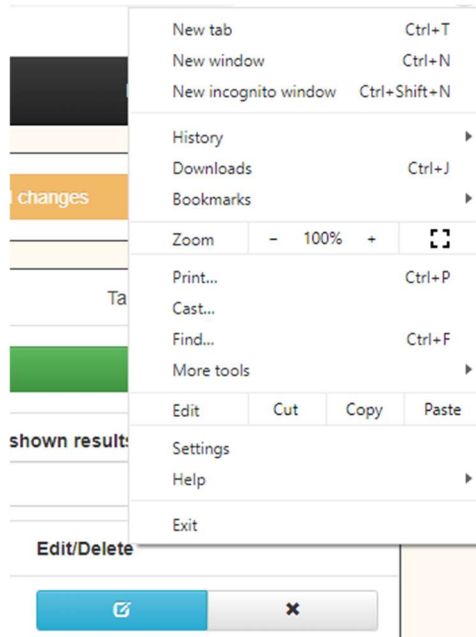 New tab Ctrl+T
New window Ctrl+N
New incognito window Ctrl+Shift+N
History
Downloads Ctrl+J
changes
Bookmarks
Zoom - 100% +
Print... Ctrl+P
Ta
Cast...
Find... Ctrl+F
More tools
Edit Cut Copy Paste
shown results
Settings
Help
Exit
Edit/Delete